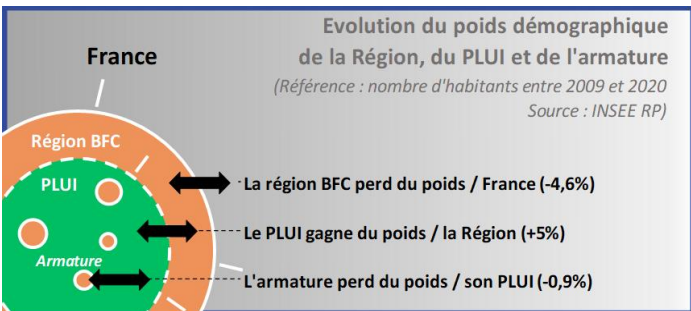 Evolution du poids démographique
de la Région, du PLUI et de l'armature
(Référence : nombre d'habitants entre 2009 et 2020
Source : INSEE RP)
France
Région BFC
PLUI
Armature
La région BFC perd du poids / France (-4,6%)
Le PLUI gagne du poids / la Région (+5%)
L'armature perd du poids / son PLUI (-0,9%)